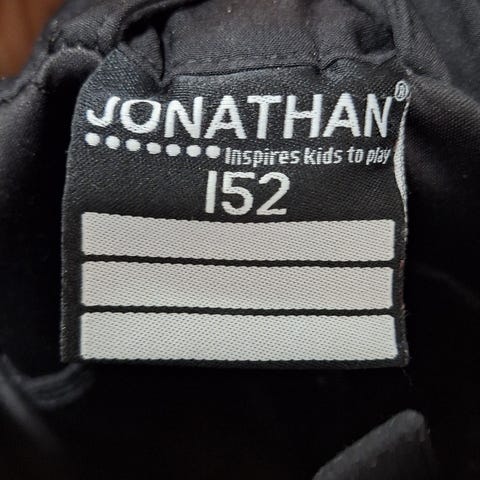 JONATHAN®
Inspires kids to play
152